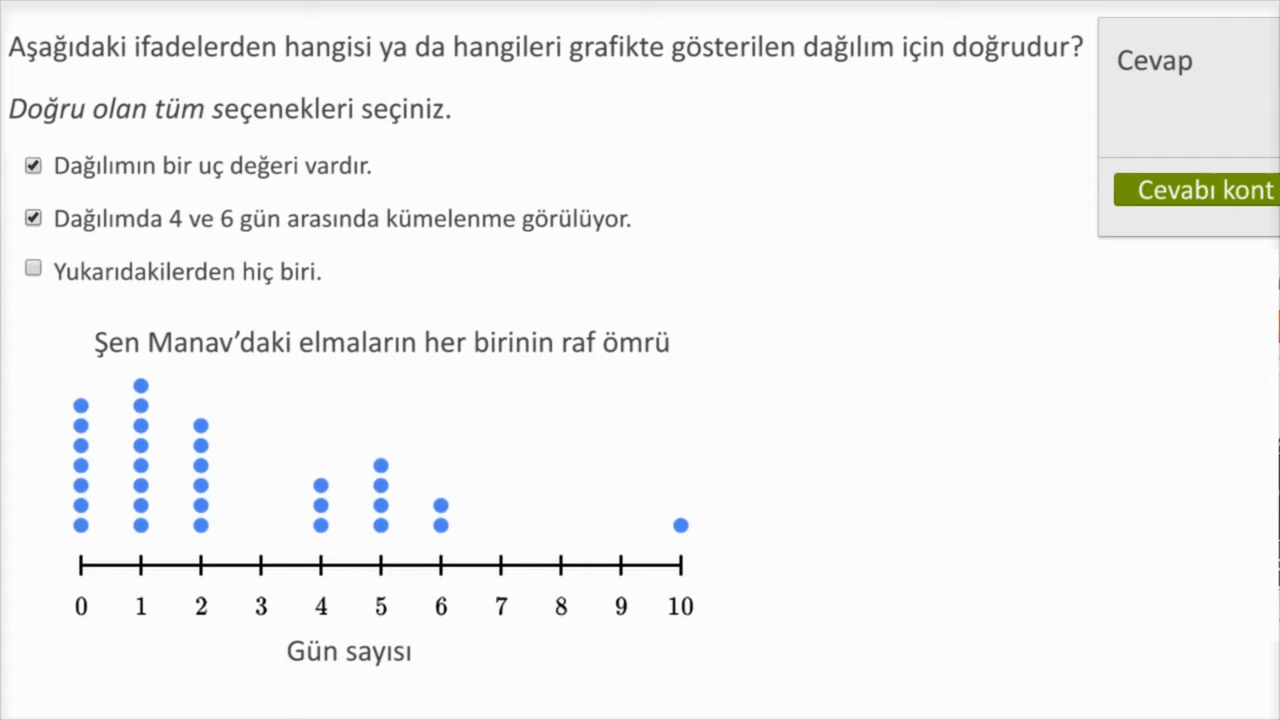 Aşağıdaki ifadelerden hangisi ya da hangileri grafikte gösterilen dağılım için doğrudur?
Doğru olan tüm seçenekleri seçiniz.
Dağılımın bir uç değeri vardır.
Dağılımda 4 ve 6 gün arasında kümelenme görülüyor.
Yukarıdakilerden hiç biri.
Cevap
Cevabı kont
Şen Manav'daki elmaların her birinin raf ömrü
0 1 2 3 4 5 6 7 8 9 10
Gün sayısı